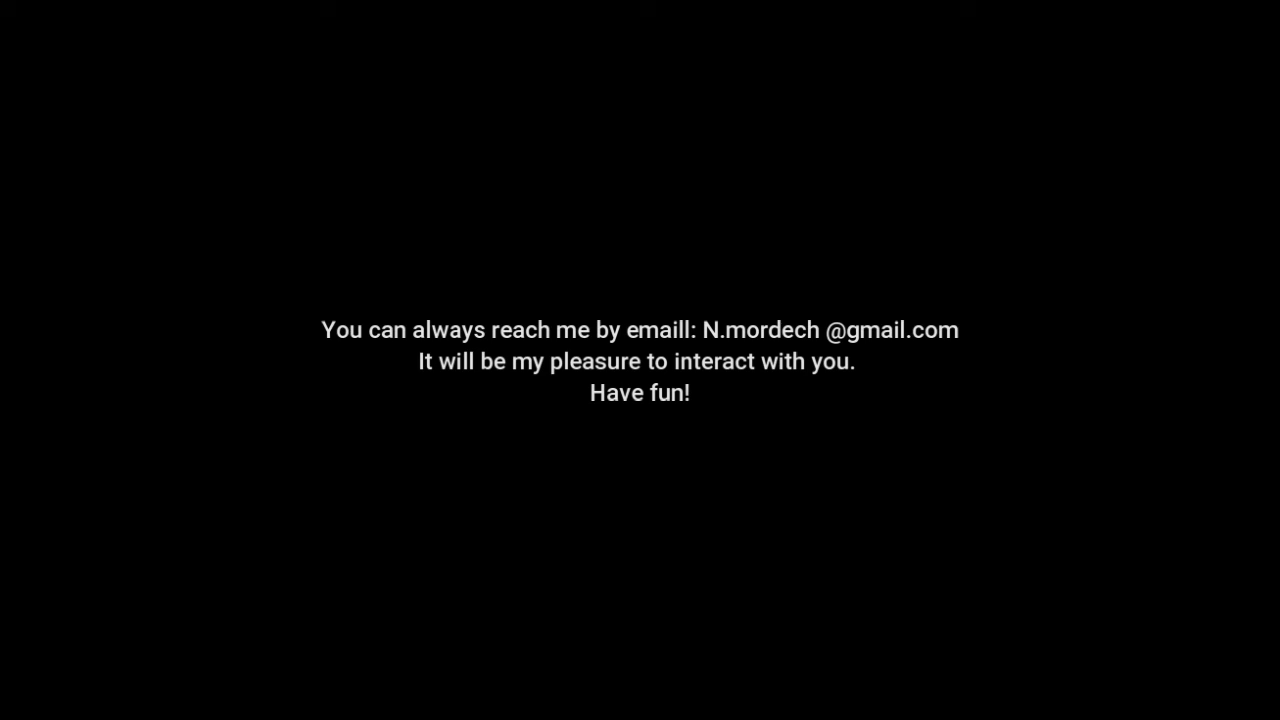 You can always reach me by emaill: N.mordech @gmail.com
It will be my pleasure to interact with you.
Have fun!